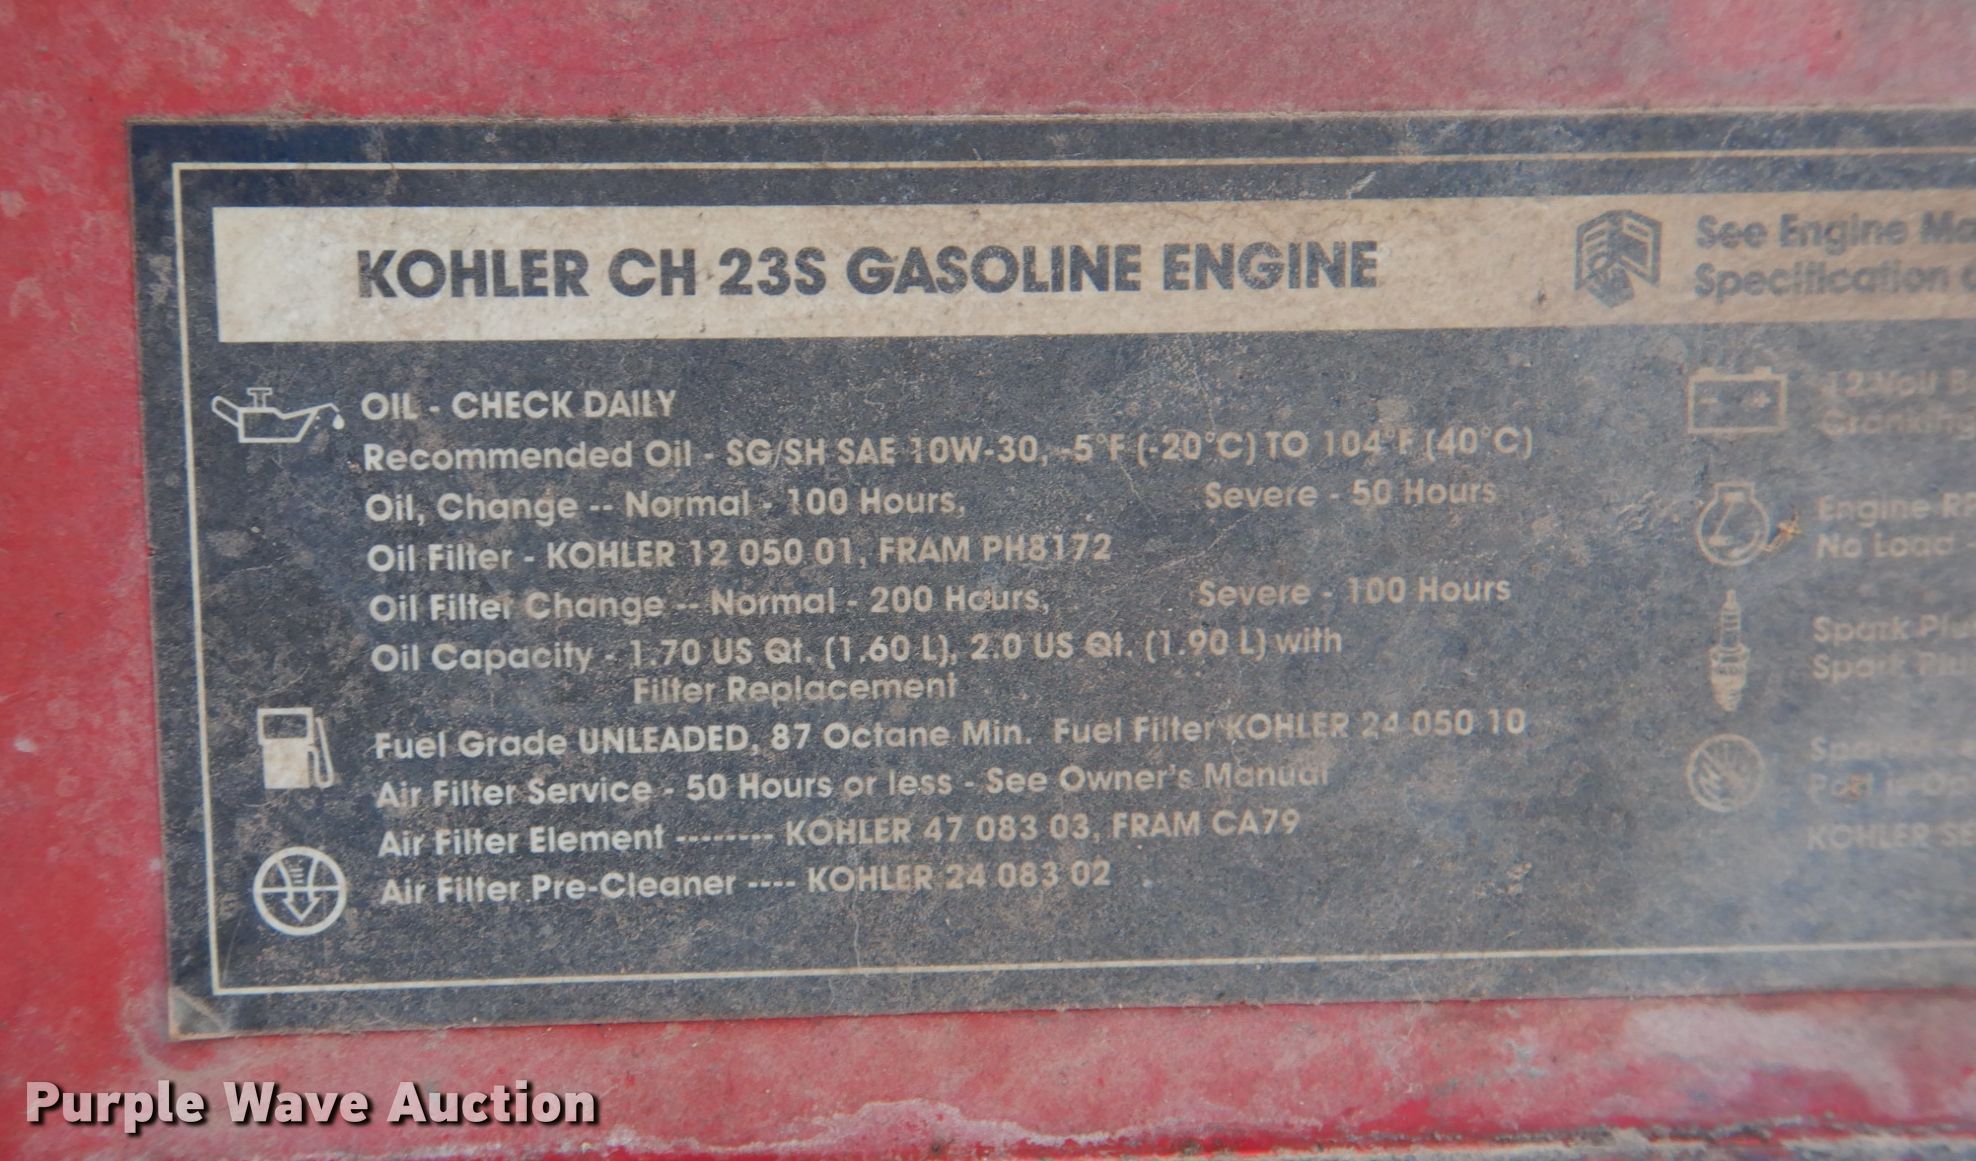 KOHLER CH 23S GASOLINE ENGINE
See Engine
Specification
OIL - CHECK DAILY
Recommended Oil - SG/SH SAE 10W-30, -5°F (-20°C) TO 104°F (40°C)
Oil, Change -- Normal - 100 Hours, Severe - 50 Hours
Oil Filter - KOHLER 12 050 01, FRAM PH8172
Oil Filter Change -- Normal - 200 Hours, Severe - 100 Hours
Oil Capacity - 1.70 US Qt. (1.60 L), 2.0 US Qt. (1.90 L) with
Filter Replacement
Fuel Grade UNLEADED, 87 Octane Min. Fuel Filter KOHLER 24 050 10
Air Filter Service - 50 Hours or less - See Owner's Manual
Air Filter Element -------- KOHLER 47 083 03, FRAM CA79
Air Filter Pre-Cleaner ---- KOHLER 24 083 02
12 Volt
Cranking
Engine
No Load -
Spark
Spark
KOHLER
Purple Wave Auction